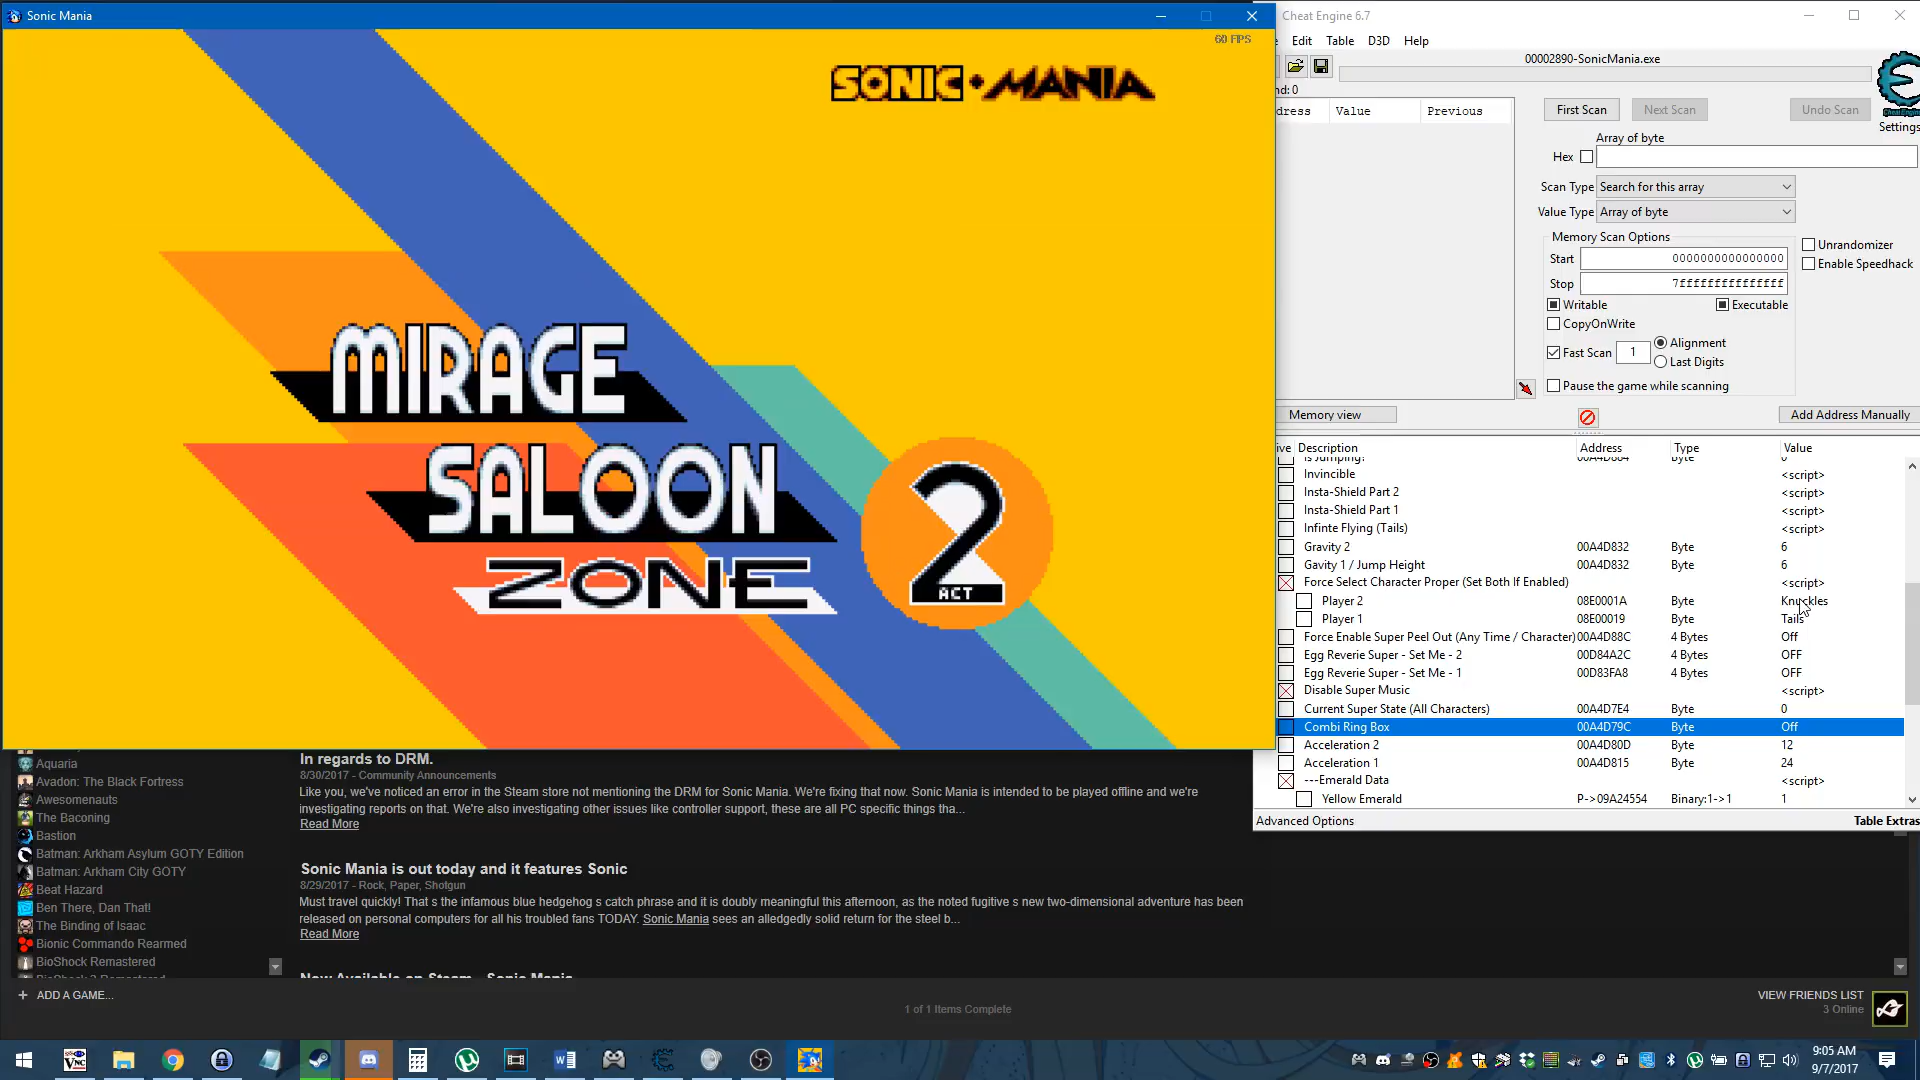 Sonic Mania
60 FPS
SONIC MANIA
MIRAGE
SALOON
ZONE
2
ACT
Cheat Engine 6.7
Edit Table D3D Help
00002890-SonicMania.exe
nd: 0
dress Value Previous
First Scan Next Scan Undo Scan
Settings
Array of byte
Hex
Scan Type Search for this array
Value Type Array of byte
Memory Scan Options
Start 0000000000000000
Stop 7fffffffffffffff
Writable Executable
CopyOnWrite
Fast Scan 1 Alignment
Last Digits
Pause the game while scanning
Unrandomizer
Enable Speedhack
Memory view Add Address Manually
ive Description Address Type Value
Is Jumping? 00A4D884 Byte 0
Invincible <script>
Insta-Shield Part 2 <script>
Insta-Shield Part 1 <script>
Infinte Flying (Tails) <script>
Gravity 2 00A4D832 Byte 6
Gavity 1 / Jump Height 00A4D832 Byte 6
Force Select Character Proper (Set Both If Enabled) <script>
Player 2 08E0001A Byte Knuckles
Player 1 08E00019 Byte Tails
Force Enable Super Peel Out (Any Time / Character) 00A4D88C 4 Bytes Off
Egg Reverie Super - Set Me - 2 00D84A2C 4 Bytes OFF
Egg Reverie Super - Set Me - 1 00D83FA8 4 Bytes OFF
Disable Super Music <script>
Current Super State (All Characters) 00A4D7E4 Byte 0
Combi Ring Box 00A4D79C Byte Off
Acceleration 2 00A4D80D Byte 12
Acceleration 1 00A4D815 Byte 24
---Emerald Data <script>
Yellow Emerald P->09A24554 Binary:1->1 1
Advanced Options Table Extras
Aquaria
Avadon: The Black Fortress
Awesomenauts
The Baconing
Bastion
Batman: Arkham Asylum GOTY Edition
Batman: Arkham City GOTY
Beat Hazard
Ben There, Dan That!
The Binding of Isaac
Bionic Commando Rearmed
BioShock Remastered
BioShock 2 Remastered
In regards to DRM.
8/30/2017 - Community Announcements
Like you, we've noticed an error in the Steam store not mentioning the DRM for Sonic Mania. We're fixing that now. Sonic Mania is intended to be played offline and we're
investigating reports on that. We're also investigating other issues like controller support, these are all PC specific things tha...
Read More
Sonic Mania is out today and it features Sonic
8/29/2017 - Rock, Paper, Shotgun
Must travel quickly! That s the infamous blue hedgehog s catch phrase and it is doubly meaningful this afternoon, as the noted fugitive s new two-dimensional adventure has been
released on personal computers for all his troubled fans TODAY. Sonic Mania sees an alledgedly solid return for the steel b...
Read More
Now Available on Steam - Sonic Mania
+ ADD A GAME...
1 of 1 Items Complete
VIEW FRIENDS LIST
3 Online
9:05 AM
9/7/2017